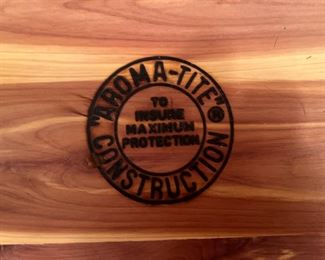 "AROMA-TITE"®
TO
INSURE
MAXIMUM
PROTECTION
CONSTRUCTION